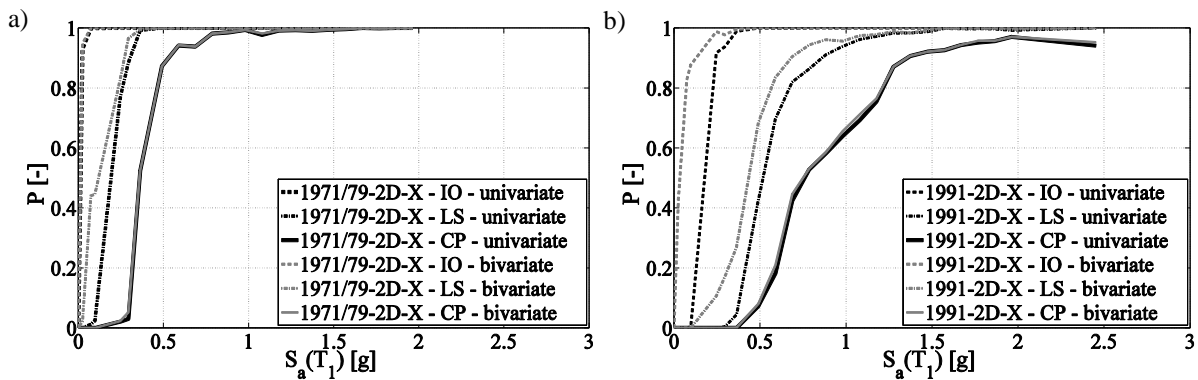 a)
1
0.8
0.6
0.4
0.2
0
P [-]
0 0.5 1 1.5 2 2.5 3
S_a(T_1) [g]
1971/79-2D-X - IO - univariate
1971/79-2D-X - LS - univariate
1971/79-2D-X - CP - univariate
1971/79-2D-X - IO - bivariate
1971/79-2D-X - LS - bivariate
1971/79-2D-X - CP - bivariate
b)
1
0.8
0.6
0.4
0.2
0
P [-]
0 0.5 1 1.5 2 2.5 3
S_a(T_1) [g]
1991-2D-X - IO - univariate
1991-2D-X - LS - univariate
1991-2D-X - CP - univariate
1991-2D-X - IO - bivariate
1991-2D-X - LS - bivariate
1991-2D-X - CP - bivariate